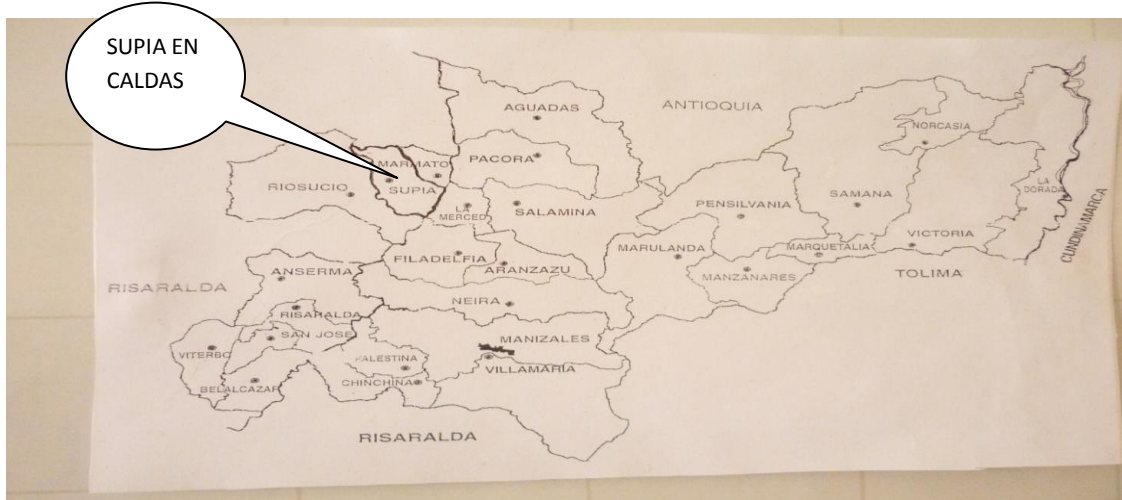 SUPIA EN
CALDAS
AGUADAS
ANTIOQUIA
NORCASIA
MARMATO
PACORA
RIOSUCIO
SUPIA
LA
MERCED
SALAMINA
PENSILVANIA
SAMANA
LA
DORADA
CUNDINAMARCA
VICTORIA
MARULANDA
MARQUETALIA
FILADELFIA
ARANZAZU
MANZANARES
TOLIMA
ANSERMA
RISARALDA
NEIRA
RISARALDA
SAN JOSE
MANIZALES
VITERBO
PALESTINA
VILLAMARIA
BELALCAZAR
CHINCHINA
RISARALDA